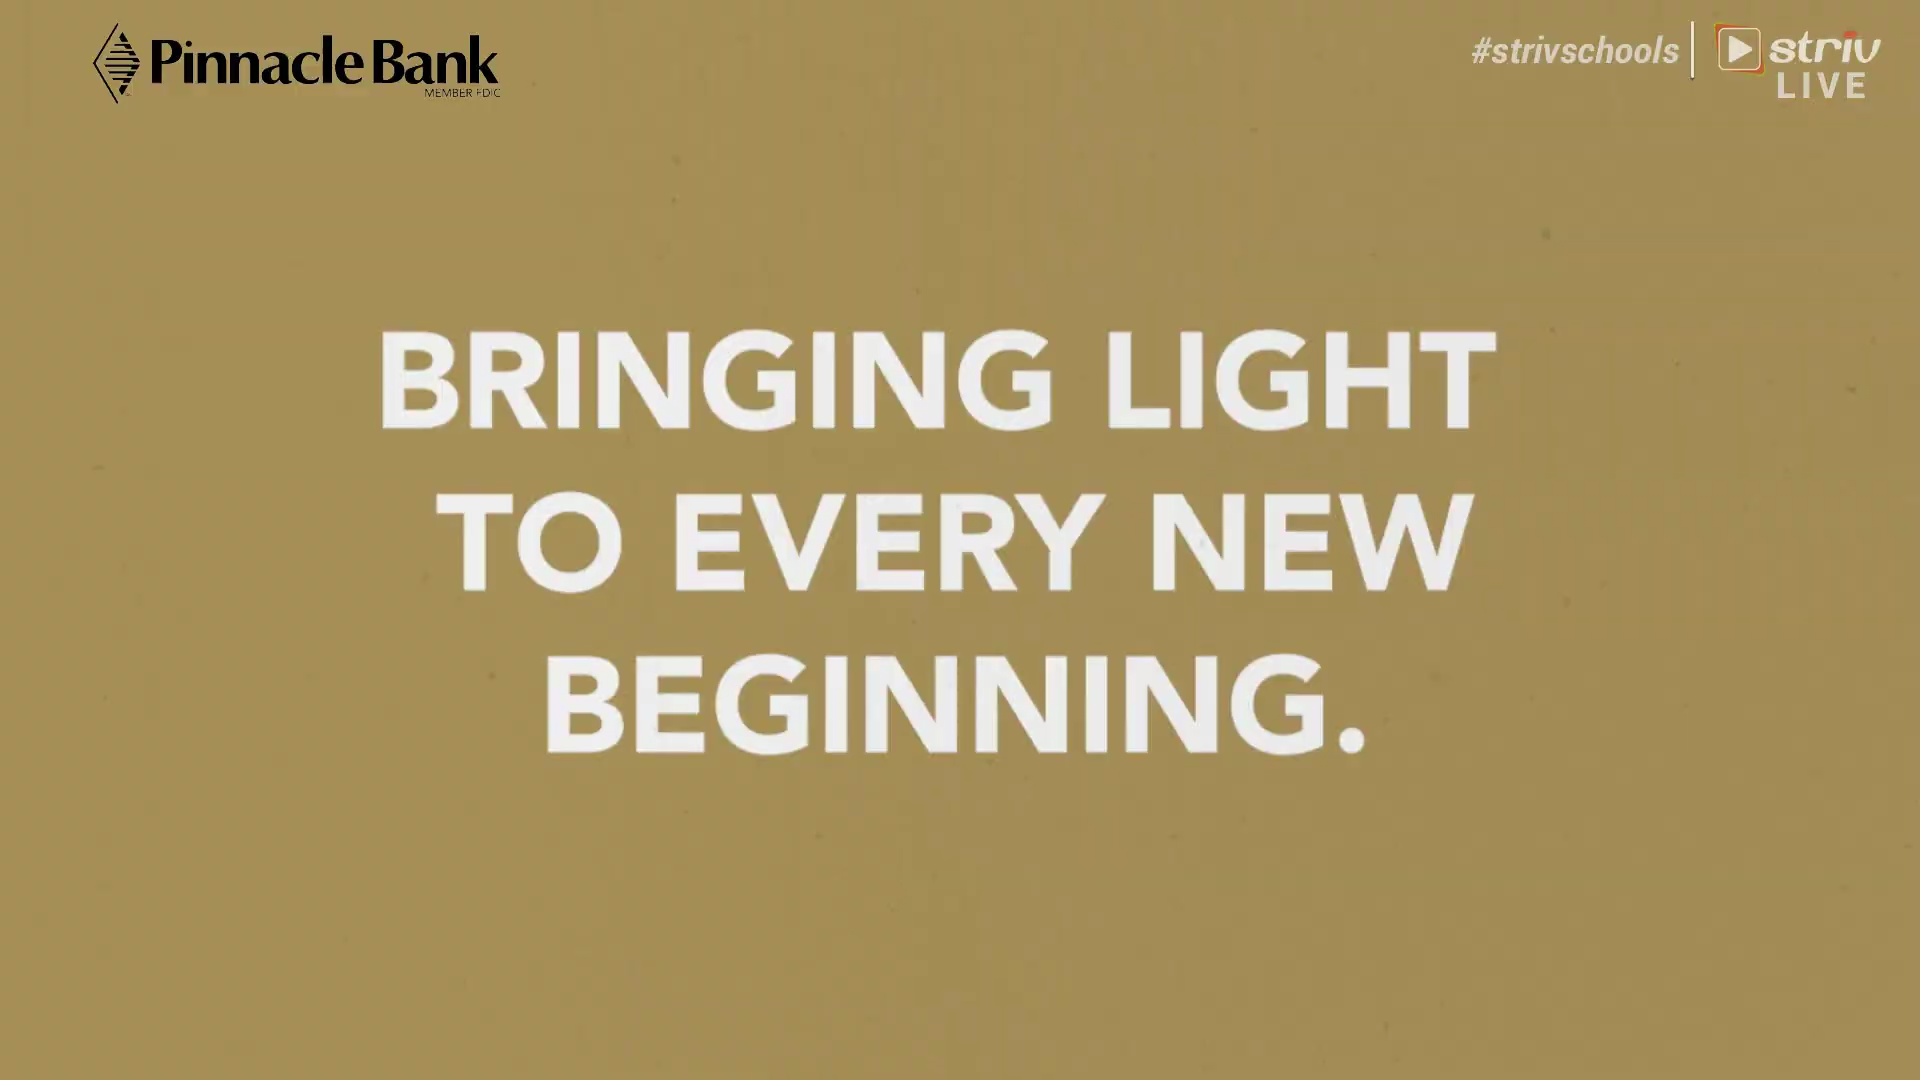 Pinnacle Bank
MEMBER FDIC
#strivschools
striv
LIVE
BRINGING LIGHT
TO EVERY NEW
BEGINNING.